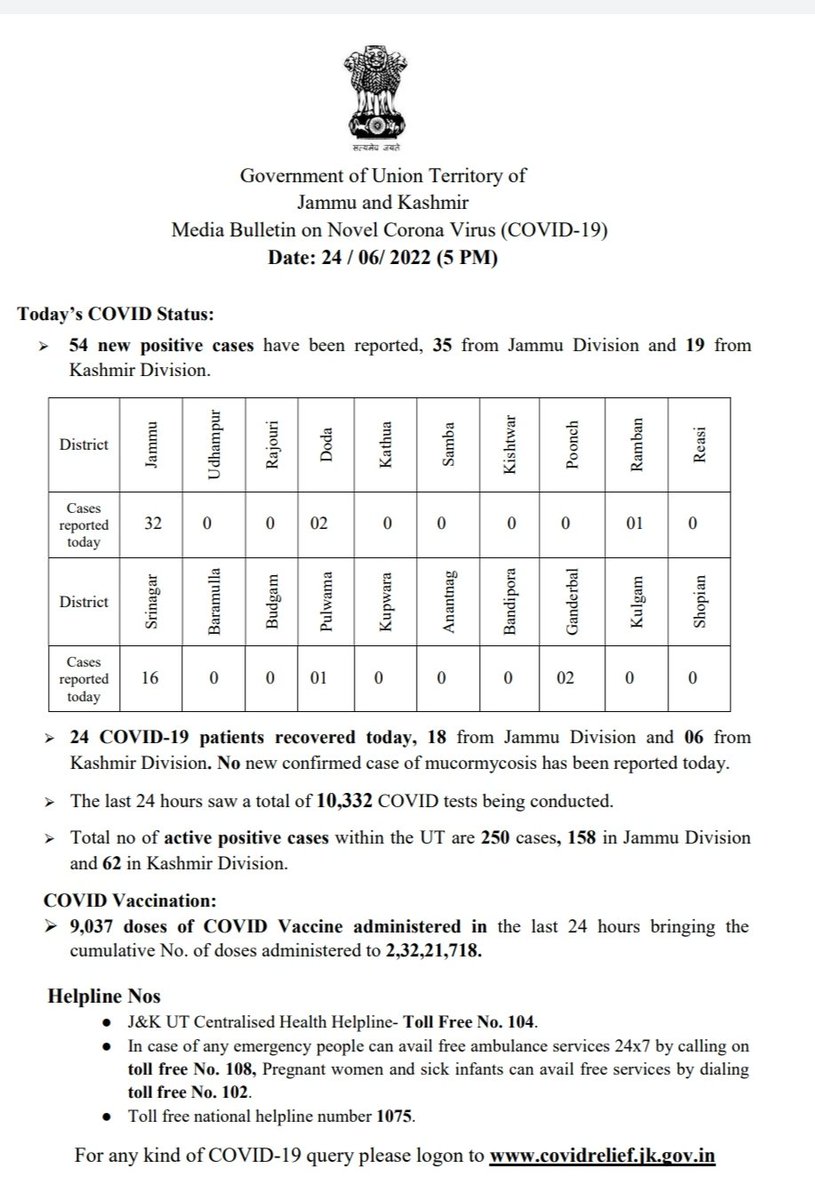 सत्यमेव जयते
Government of Union Territory of
Jammu and Kashmir
Media Bulletin on Novel Corona Virus (COVID-19)
Date: 24 / 06/ 2022 (5 PM)
Today’s COVID Status:
➢ 54 new positive cases have been reported, 35 from Jammu Division and 19 from
Kashmir Division.
District Jammu Udhampur Rajouri Doda Kathua Samba Kishtwar Poonch Ramban Reasi
Cases
reported
today
32 0 0 02 0 0 0 0 01 0
District Srinagar Baramulla Budgam Pulwama Kupwara Anantnag Bandipora Ganderbal Kulgam Shopian
Cases
reported
today
16 0 0 01 0 0 0 02 0 0
➢ 24 COVID-19 patients recovered today, 18 from Jammu Division and 06 from
Kashmir Division. No new confirmed case of mucormycosis has been reported today.
➢ The last 24 hours saw a total of 10,332 COVID tests being conducted.
➢ Total no of active positive cases within the UT are 250 cases, 158 in Jammu Division
and 62 in Kashmir Division.
COVID Vaccination:
➢ 9,037 doses of COVID Vaccine administered in the last 24 hours bringing the
cumulative No. of doses administered to 2,32,21,718.
Helpline Nos
● J&K UT Centralised Health Helpline- Toll Free No. 104.
● In case of any emergency people can avail free ambulance services 24x7 by calling on
toll free No. 108, Pregnant women and sick infants can avail free services by dialing
toll free No. 102.
● Toll free national helpline number 1075.
For any kind of COVID-19 query please logon to www.covidrelief.jk.gov.in